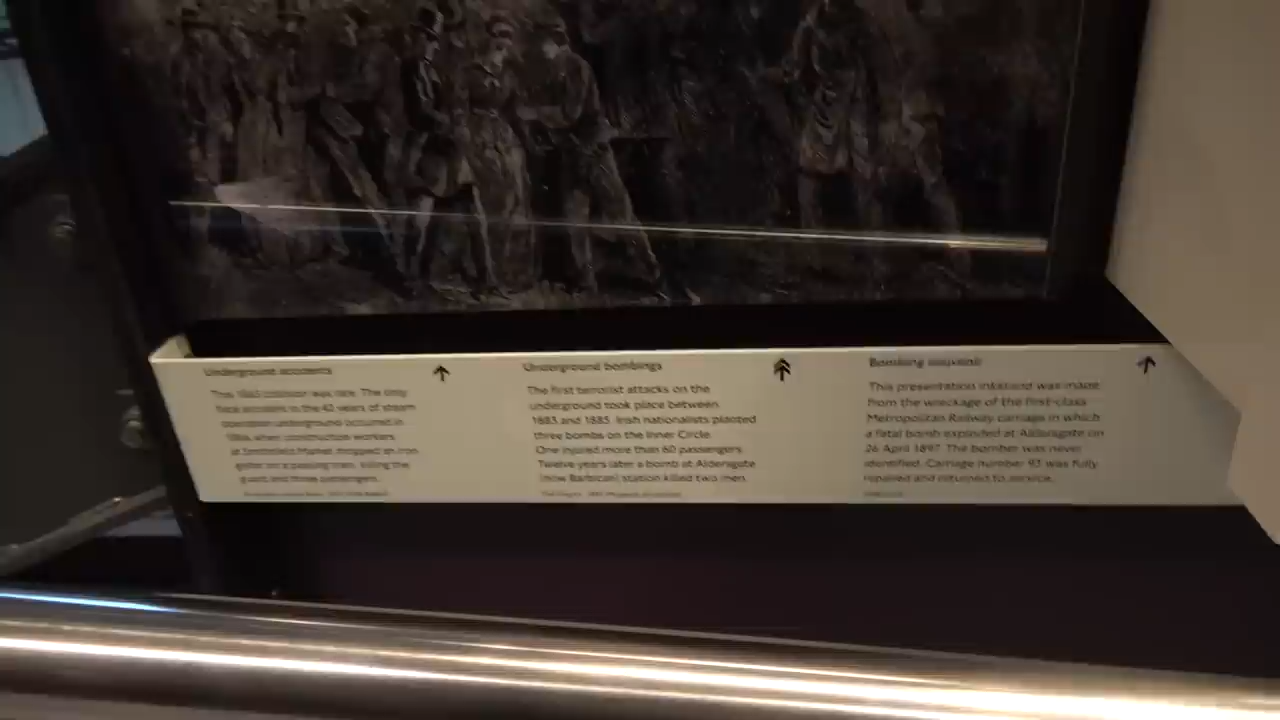 Underground accidents
This 1865 collision was rare. The only
fatal accident in the 42 years of steam
operation underground occurred in
1866 when construction workers
at Smithfield Market dropped an iron
girder on a passing train, killing the
guard and three passengers.
Underground bombings
The first terrorist attacks on the
underground took place between
1883 and 1885. Irish nationalists planted
three bombs on the Inner Circle.
One injured more than 60 passengers.
Twelve years later a bomb at Aldersgate
(now Barbican) station killed two men.
Bombing souvenir
This presentation inkstand was made
from the wreckage of the first-class
Metropolitan Railway carriage in which
a fatal bomb exploded at Aldersgate on
26 April 1897. The bomber was never
identified. Carriage number 93 was fully
repaired and returned to service.